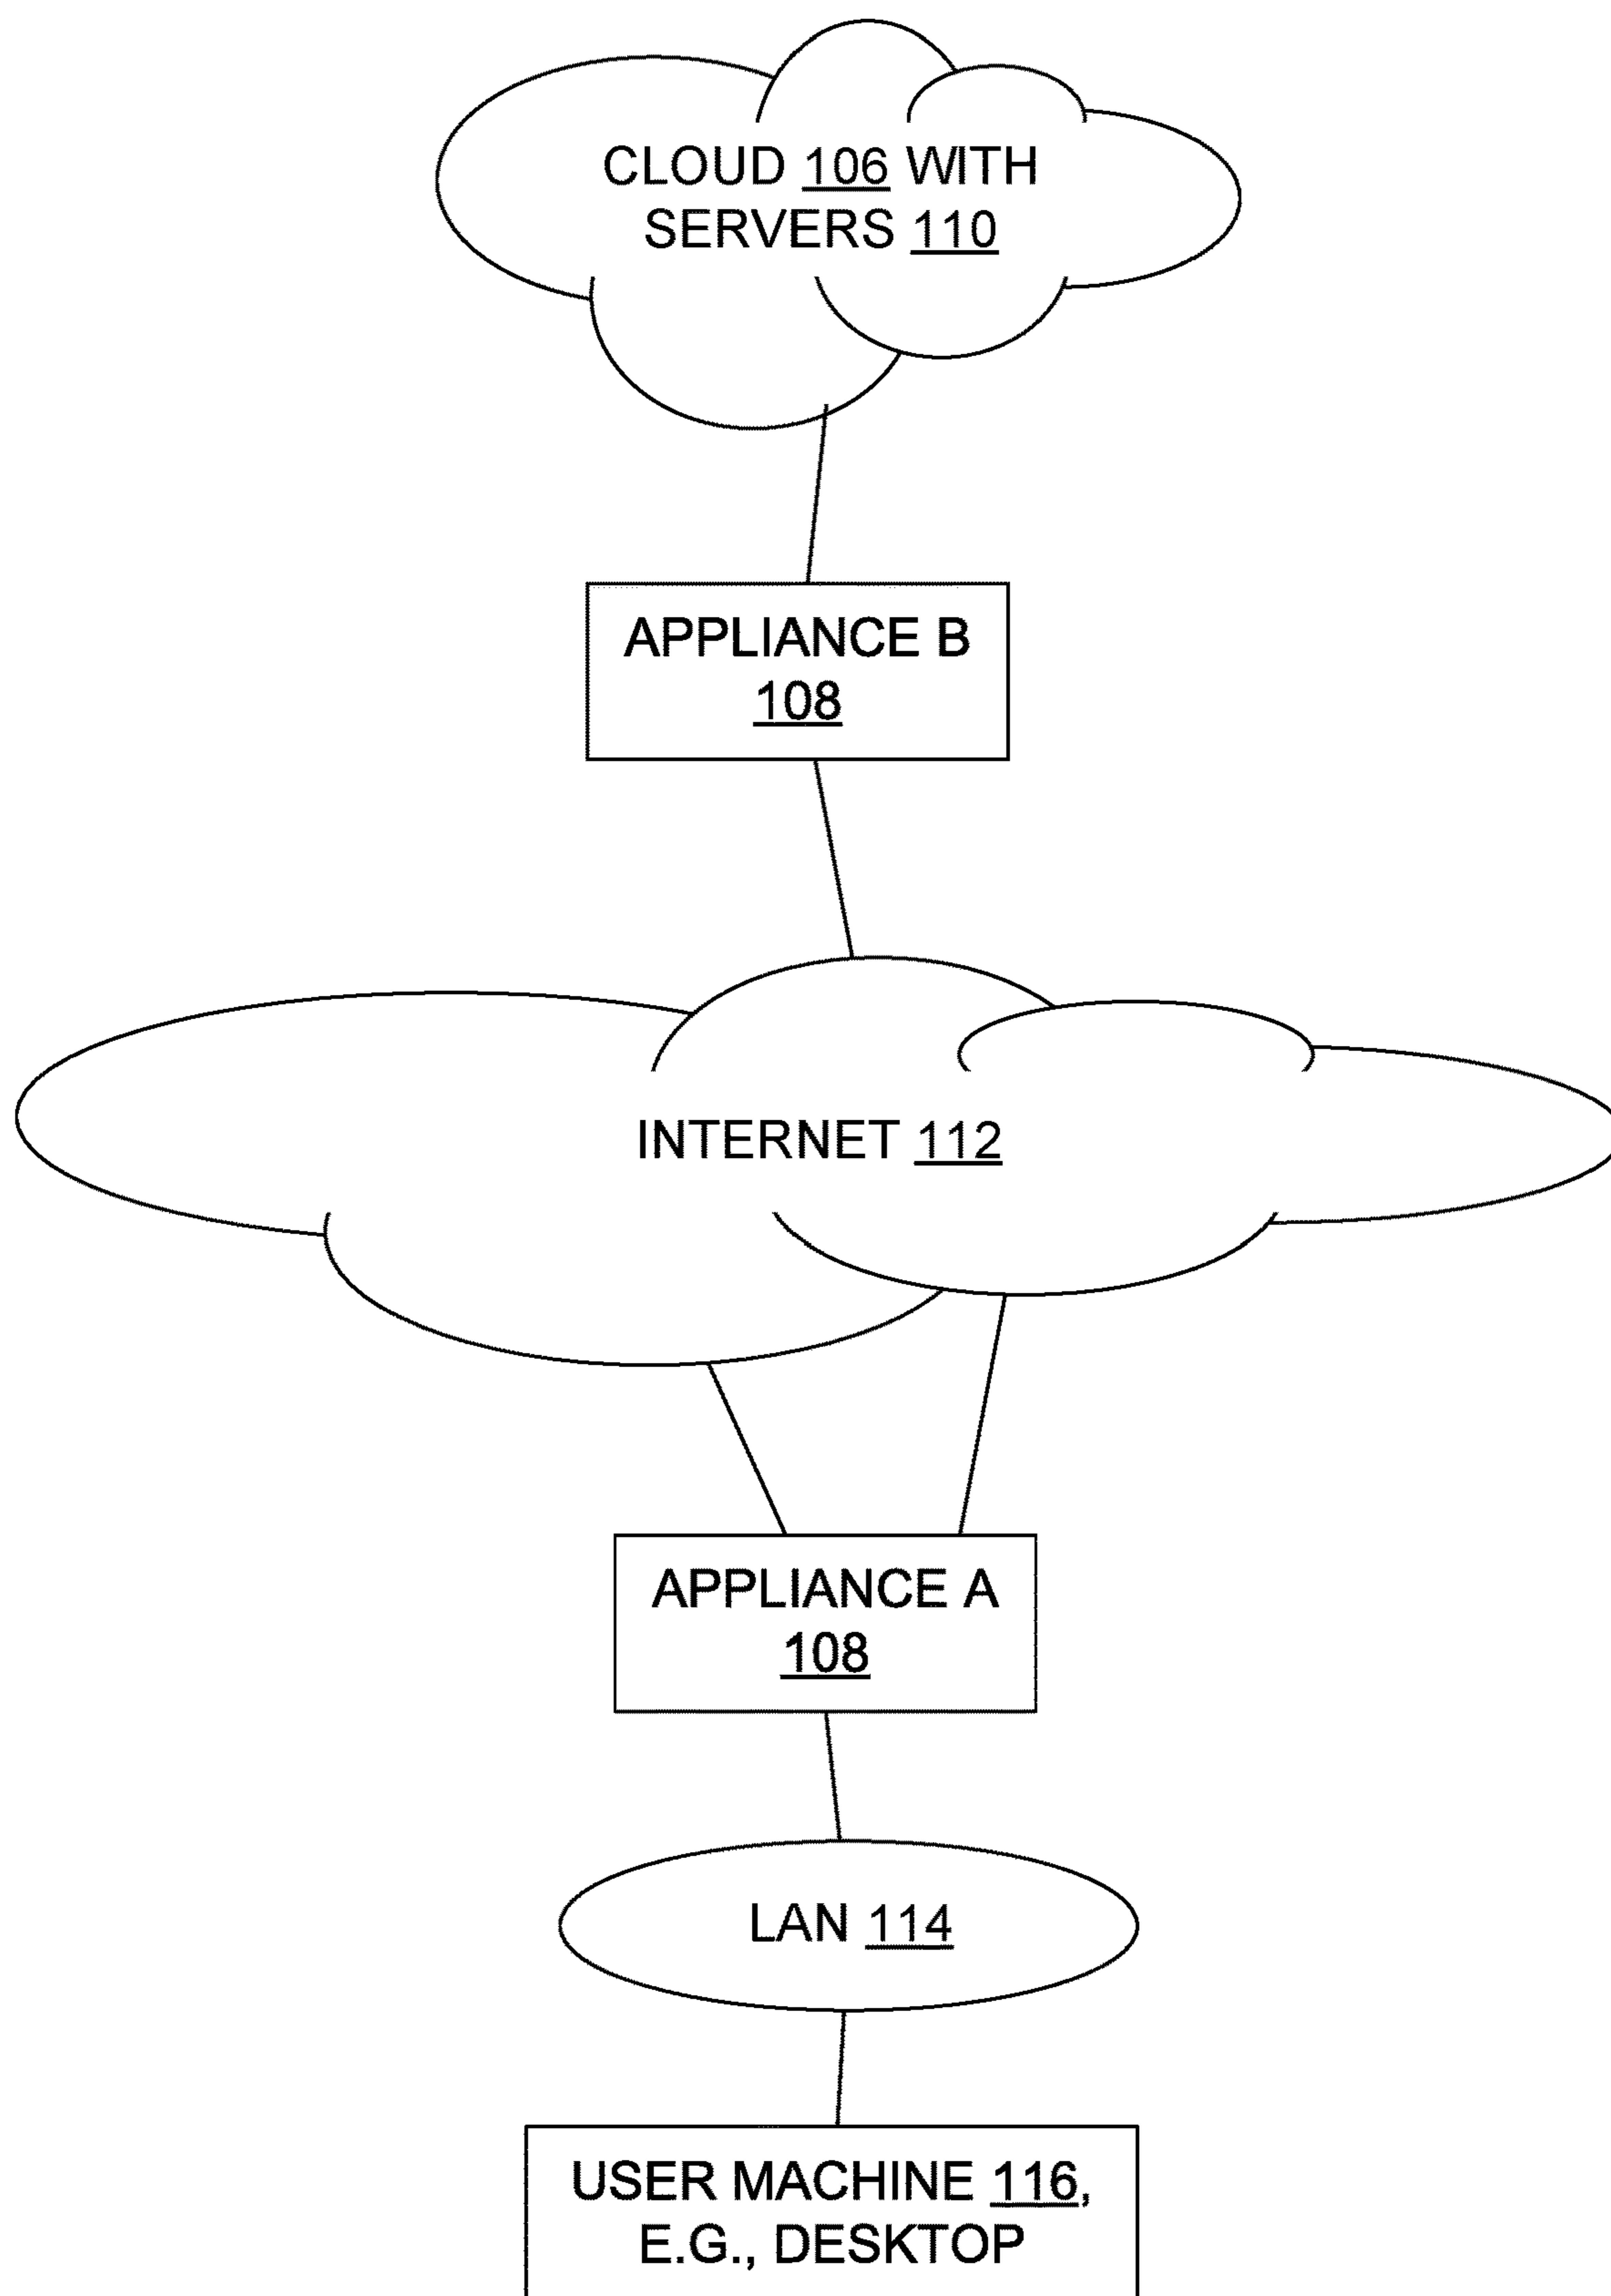 CLOUD 106 WITH
SERVERS 110
APPLIANCE B
108
INTERNET 112
APPLIANCE A
108
LAN 114
USER MACHINE 116,
E.G., DESKTOP